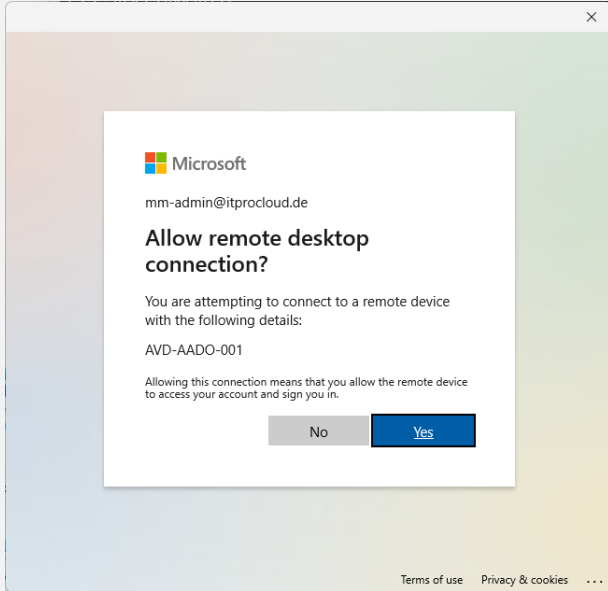 Microsoft
mm-admin@itprocloud.de
Allow remote desktop
connection?
You are attempting to connect to a remote device
with the following details:
AVD-AADO-001
Allowing this connection means that you allow the remote device
to access your account and sign you in.
No
Yes
Terms of use
Privacy & cookies
...